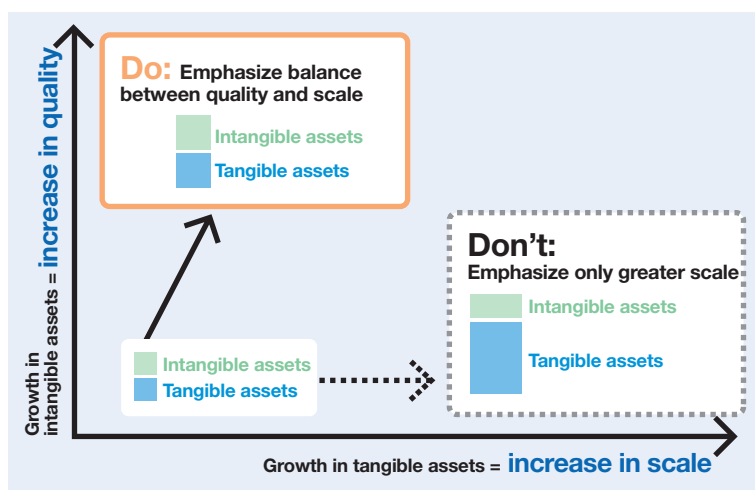 Growth in
intangible assets = increase in quality
Do: Emphasize balance
between quality and scale
Intangible assets
Tangible assets
Don’t:
Emphasize only greater scale
Intangible assets
Tangible assets
Intangible assets
Tangible assets
Growth in tangible assets = increase in scale